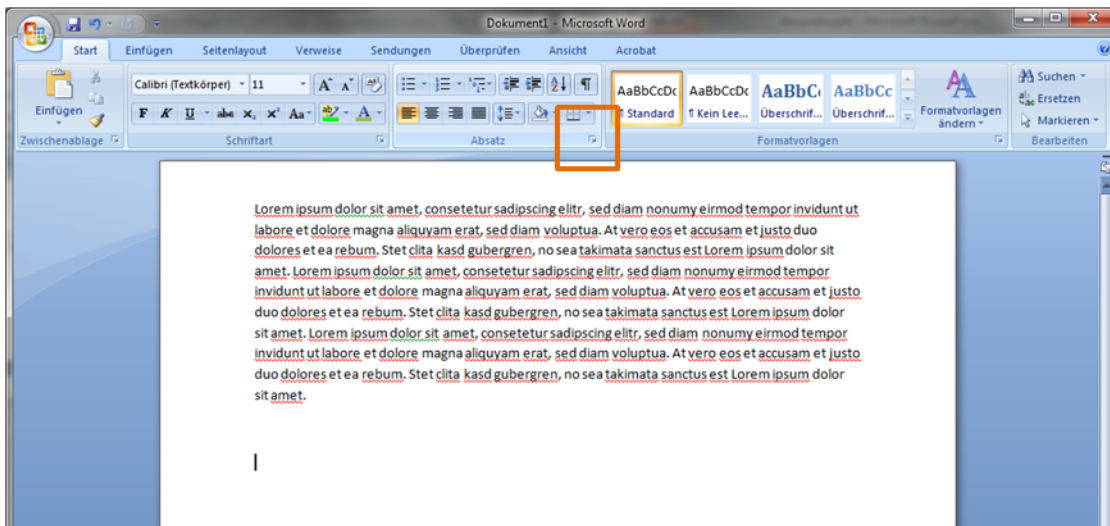 Dokument1 - Microsoft Word
Start Einfügen Seitenlayout Verweise Sendungen Überprüfen Ansicht Acrobat
Calibri (Textkörper) 11
AaBbCcDc AaBbCcDc AaBbC AaBbCc
¶ Standard ¶ Kein Lee... Überschrif... Überschrif...
Einfügen
F K U abc x₂ x² Aa A
Formatvorlagen ändern
Suchen
Ersetzen
Markieren
Zwischenablage Schriftart Absatz Formatvorlagen Bearbeiten
Lorem ipsum dolor sit amet, consetetur sadipscing elitr, sed diam nonumy eirmod tempor invidunt ut
labore et dolore magna aliquyam erat, sed diam voluptua. At vero eos et accusam et justo duo
dolores et ea rebum. Stet clita kasd gubergren, no sea takimata sanctus est Lorem ipsum dolor sit
amet. Lorem ipsum dolor sit amet, consetetur sadipscing elitr, sed diam nonumy eirmod tempor
invidunt ut labore et dolore magna aliquyam erat, sed diam voluptua. At vero eos et accusam et justo
duo dolores et ea rebum. Stet clita kasd gubergren, no sea takimata sanctus est Lorem ipsum dolor
sit amet. Lorem ipsum dolor sit amet, consetetur sadipscing elitr, sed diam nonumy eirmod tempor
invidunt ut labore et dolore magna aliquyam erat, sed diam voluptua. At vero eos et accusam et justo
duo dolores et ea rebum. Stet clita kasd gubergren, no sea takimata sanctus est Lorem ipsum dolor
sit amet.